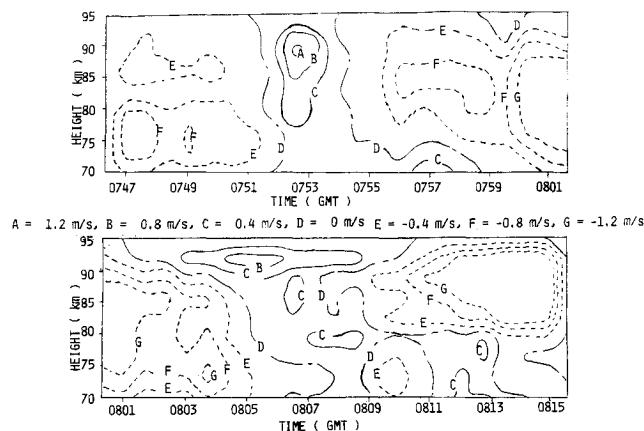 D
95
E
90
A
B
E
F
G
F
85
C
80
F
F
75
E
D
D
C
70
HEIGHT ( km )
0747 0749 0751 0753 0755 0757 0759 0801
TIME ( GMT )
A = 1.2 m/s, B = 0.8 m/s, C = 0.4 m/s, D = 0 m/s E = -0.4 m/s, F = -0.8 m/s, G = -1.2 m/s
95
90
C B
G
85
C D
F
80
E
G
C
D
D
C
75
F
E
G F E
E
C
70
HEIGHT ( KM )
0801 0803 0805 0807 0809 0811 0813 0815
TIME ( GMT )